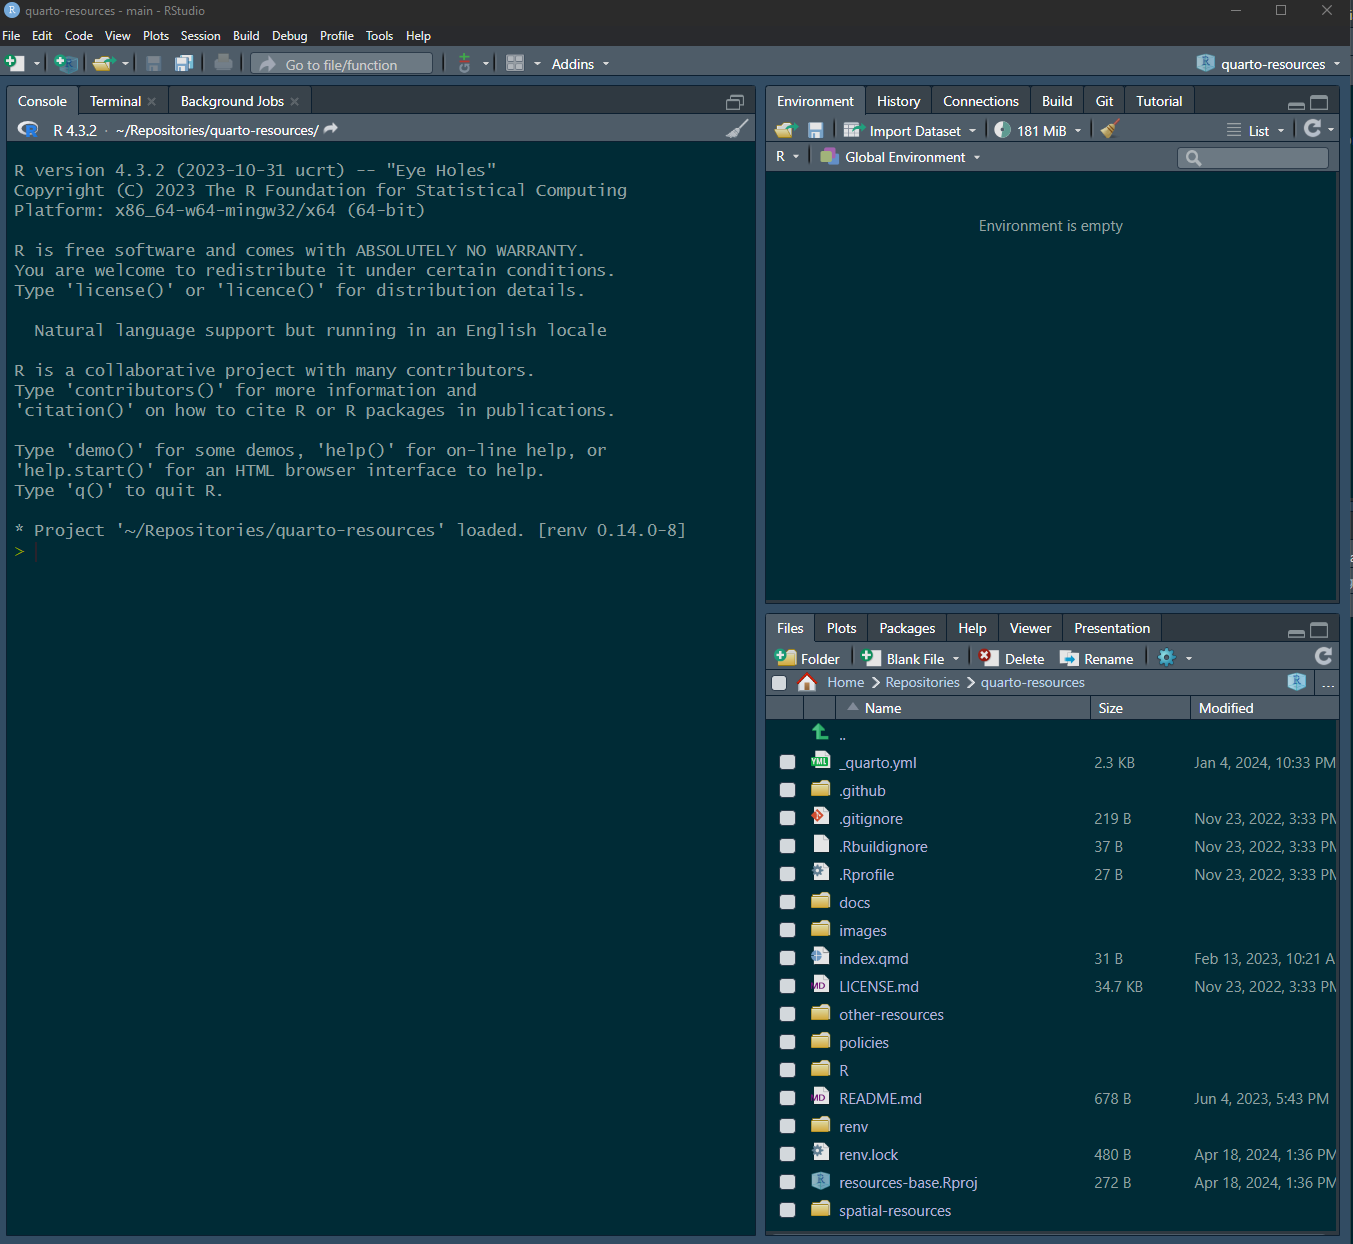 quarto-resources - main - RStudio
File Edit Code View Plots Session Build Debug Profile Tools Help
Go to file/function Addins quarto-resources
Console Terminal Background Jobs
R 4.3.2 · ~/Repositories/quarto-resources/
R version 4.3.2 (2023-10-31 ucrt) -- "Eye Holes"
Copyright (C) 2023 The R Foundation for Statistical Computing
Platform: x86_64-w64-mingw32/x64 (64-bit)
R is free software and comes with ABSOLUTELY NO WARRANTY.
You are welcome to redistribute it under certain conditions.
Type 'license()' or 'licence()' for distribution details.
Natural language support but running in an English locale
R is a collaborative project with many contributors.
Type 'contributors()' for more information and
'citation()' on how to cite R or R packages in publications.
Type 'demo()' for some demos, 'help()' for on-line help, or
'help.start()' for an HTML browser interface to help.
Type 'q()' to quit R.
* Project '~/Repositories/quarto-resources' loaded. [renv 0.14.0-8]
>
Environment History Connections Build Git Tutorial
Import Dataset 181 MiB List
R Global Environment
Environment is empty
Files Plots Packages Help Viewer Presentation
Folder Blank File Delete Rename
Home Repositories quarto-resources ...
Name Size Modified
..
_quarto.yml 2.3 KB Jan 4, 2024, 10:33 PM
.github
.gitignore 219 B Nov 23, 2022, 3:33 PM
.Rbuildignore 37 B Nov 23, 2022, 3:33 PM
.Rprofile 27 B Nov 23, 2022, 3:33 PM
docs
images
index.qmd 31 B Feb 13, 2023, 10:21 A
LICENSE.md 34.7 KB Nov 23, 2022, 3:33 PM
other-resources
policies
R
README.md 678 B Jun 4, 2023, 5:43 PM
renv
renv.lock 480 B Apr 18, 2024, 1:36 PM
resources-base.Rproj 272 B Apr 18, 2024, 1:36 PM
spatial-resources